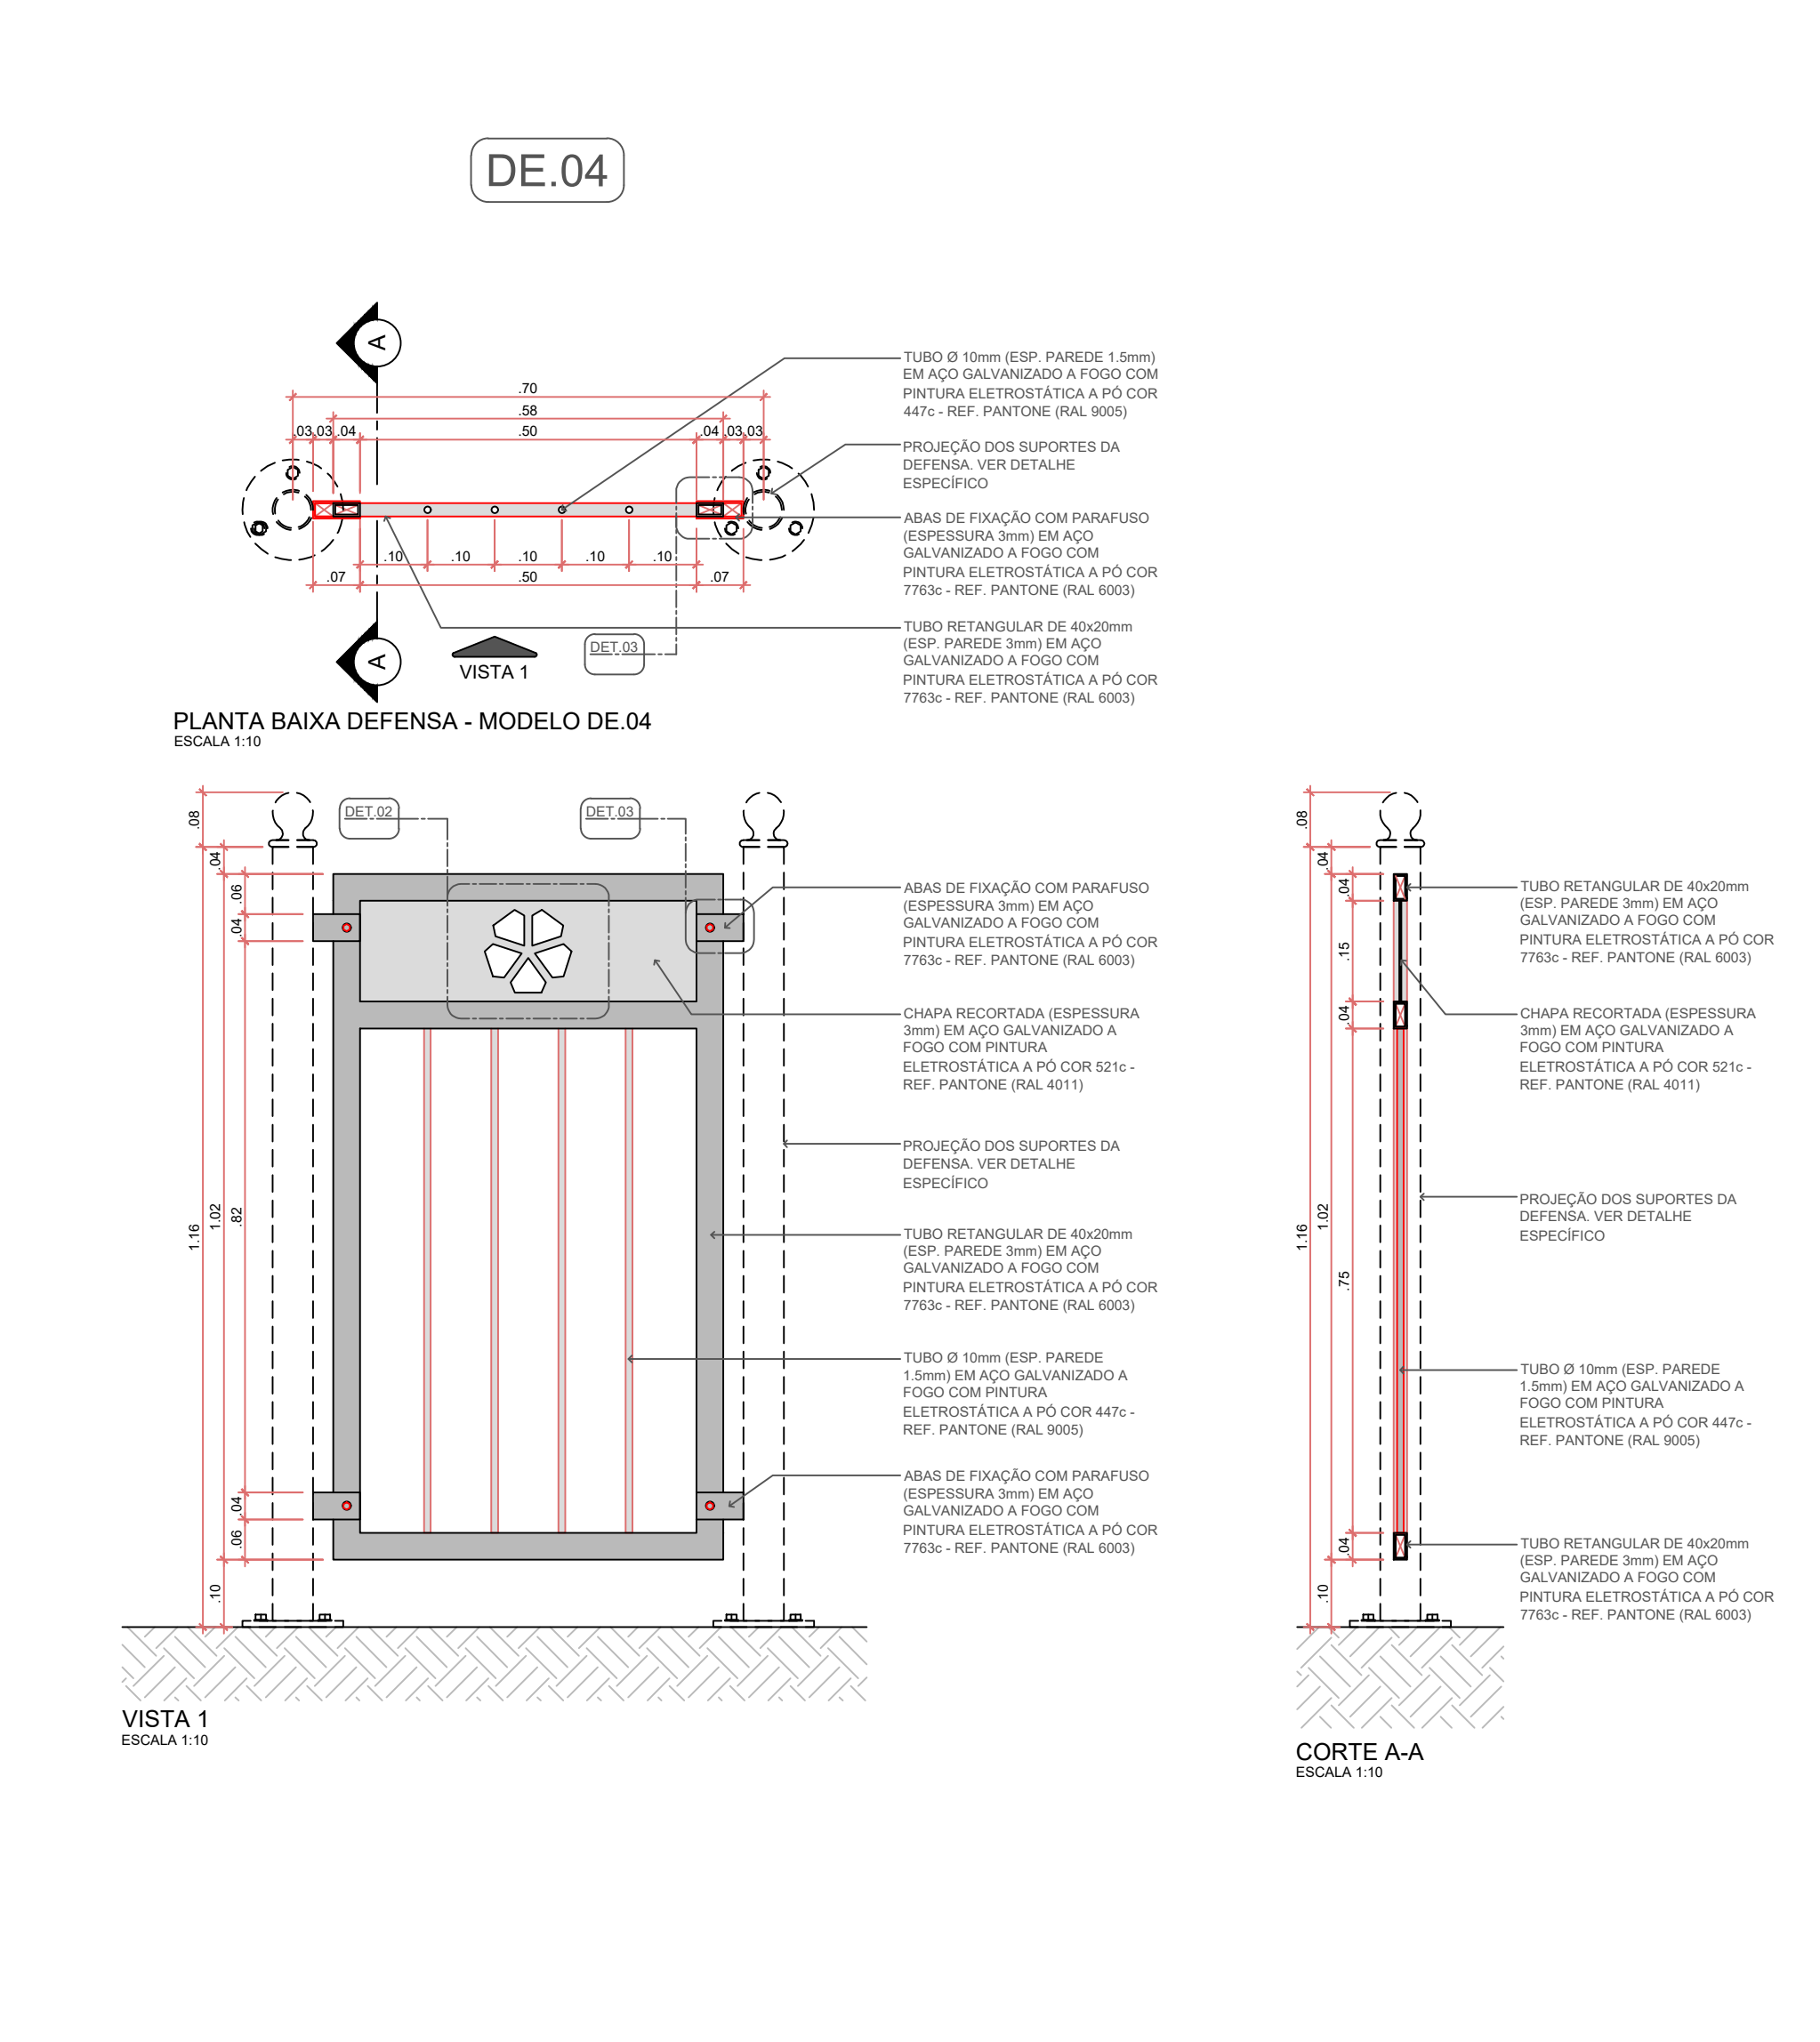 DE.04
A
.70
.58
.03 .03 .04 .50 .04 .03 .03
.10 .10 .10 .10 .10
.07 .50 .07
A
VISTA 1
DET.03
TUBO Ø 10mm (ESP. PAREDE 1.5mm)
EM AÇO GALVANIZADO A FOGO COM
PINTURA ELETROSTÁTICA A PÓ COR
447c - REF. PANTONE (RAL 9005)
PROJEÇÃO DOS SUPORTES DA
DEFENSA. VER DETALHE
ESPECÍFICO
ABAS DE FIXAÇÃO COM PARAFUSO
(ESPESSURA 3mm) EM AÇO
GALVANIZADO A FOGO COM
PINTURA ELETROSTÁTICA A PÓ COR
7763c - REF. PANTONE (RAL 6003)
TUBO RETANGULAR DE 40x20mm
(ESP. PAREDE 3mm) EM AÇO
GALVANIZADO A FOGO COM
PINTURA ELETROSTÁTICA A PÓ COR
7763c - REF. PANTONE (RAL 6003)
PLANTA BAIXA DEFENSA - MODELO DE.04
ESCALA 1:10
DET.02
DET.03
.08
1.16
.04
1.02
.10
.06
.04
.82
.04
.06
ABAS DE FIXAÇÃO COM PARAFUSO
(ESPESSURA 3mm) EM AÇO
GALVANIZADO A FOGO COM
PINTURA ELETROSTÁTICA A PÓ COR
7763c - REF. PANTONE (RAL 6003)
CHAPA RECORTADA (ESPESSURA
3mm) EM AÇO GALVANIZADO A
FOGO COM PINTURA
ELETROSTÁTICA A PÓ COR 521c -
REF. PANTONE (RAL 4011)
PROJEÇÃO DOS SUPORTES DA
DEFENSA. VER DETALHE
ESPECÍFICO
TUBO RETANGULAR DE 40x20mm
(ESP. PAREDE 3mm) EM AÇO
GALVANIZADO A FOGO COM
PINTURA ELETROSTÁTICA A PÓ COR
7763c - REF. PANTONE (RAL 6003)
TUBO Ø 10mm (ESP. PAREDE
1.5mm) EM AÇO GALVANIZADO A
FOGO COM PINTURA
ELETROSTÁTICA A PÓ COR 447c -
REF. PANTONE (RAL 9005)
ABAS DE FIXAÇÃO COM PARAFUSO
(ESPESSURA 3mm) EM AÇO
GALVANIZADO A FOGO COM
PINTURA ELETROSTÁTICA A PÓ COR
7763c - REF. PANTONE (RAL 6003)
VISTA 1
ESCALA 1:10
.08
1.16
.04
1.02
.10
.04
.15
.04
.75
.04
TUBO RETANGULAR DE 40x20mm
(ESP. PAREDE 3mm) EM AÇO
GALVANIZADO A FOGO COM
PINTURA ELETROSTÁTICA A PÓ COR
7763c - REF. PANTONE (RAL 6003)
CHAPA RECORTADA (ESPESSURA
3mm) EM AÇO GALVANIZADO A
FOGO COM PINTURA
ELETROSTÁTICA A PÓ COR 521c -
REF. PANTONE (RAL 4011)
PROJEÇÃO DOS SUPORTES DA
DEFENSA. VER DETALHE
ESPECÍFICO
TUBO Ø 10mm (ESP. PAREDE
1.5mm) EM AÇO GALVANIZADO A
FOGO COM PINTURA
ELETROSTÁTICA A PÓ COR 447c -
REF. PANTONE (RAL 9005)
TUBO RETANGULAR DE 40x20mm
(ESP. PAREDE 3mm) EM AÇO
GALVANIZADO A FOGO COM
PINTURA ELETROSTÁTICA A PÓ COR
7763c - REF. PANTONE (RAL 6003)
CORTE A-A
ESCALA 1:10